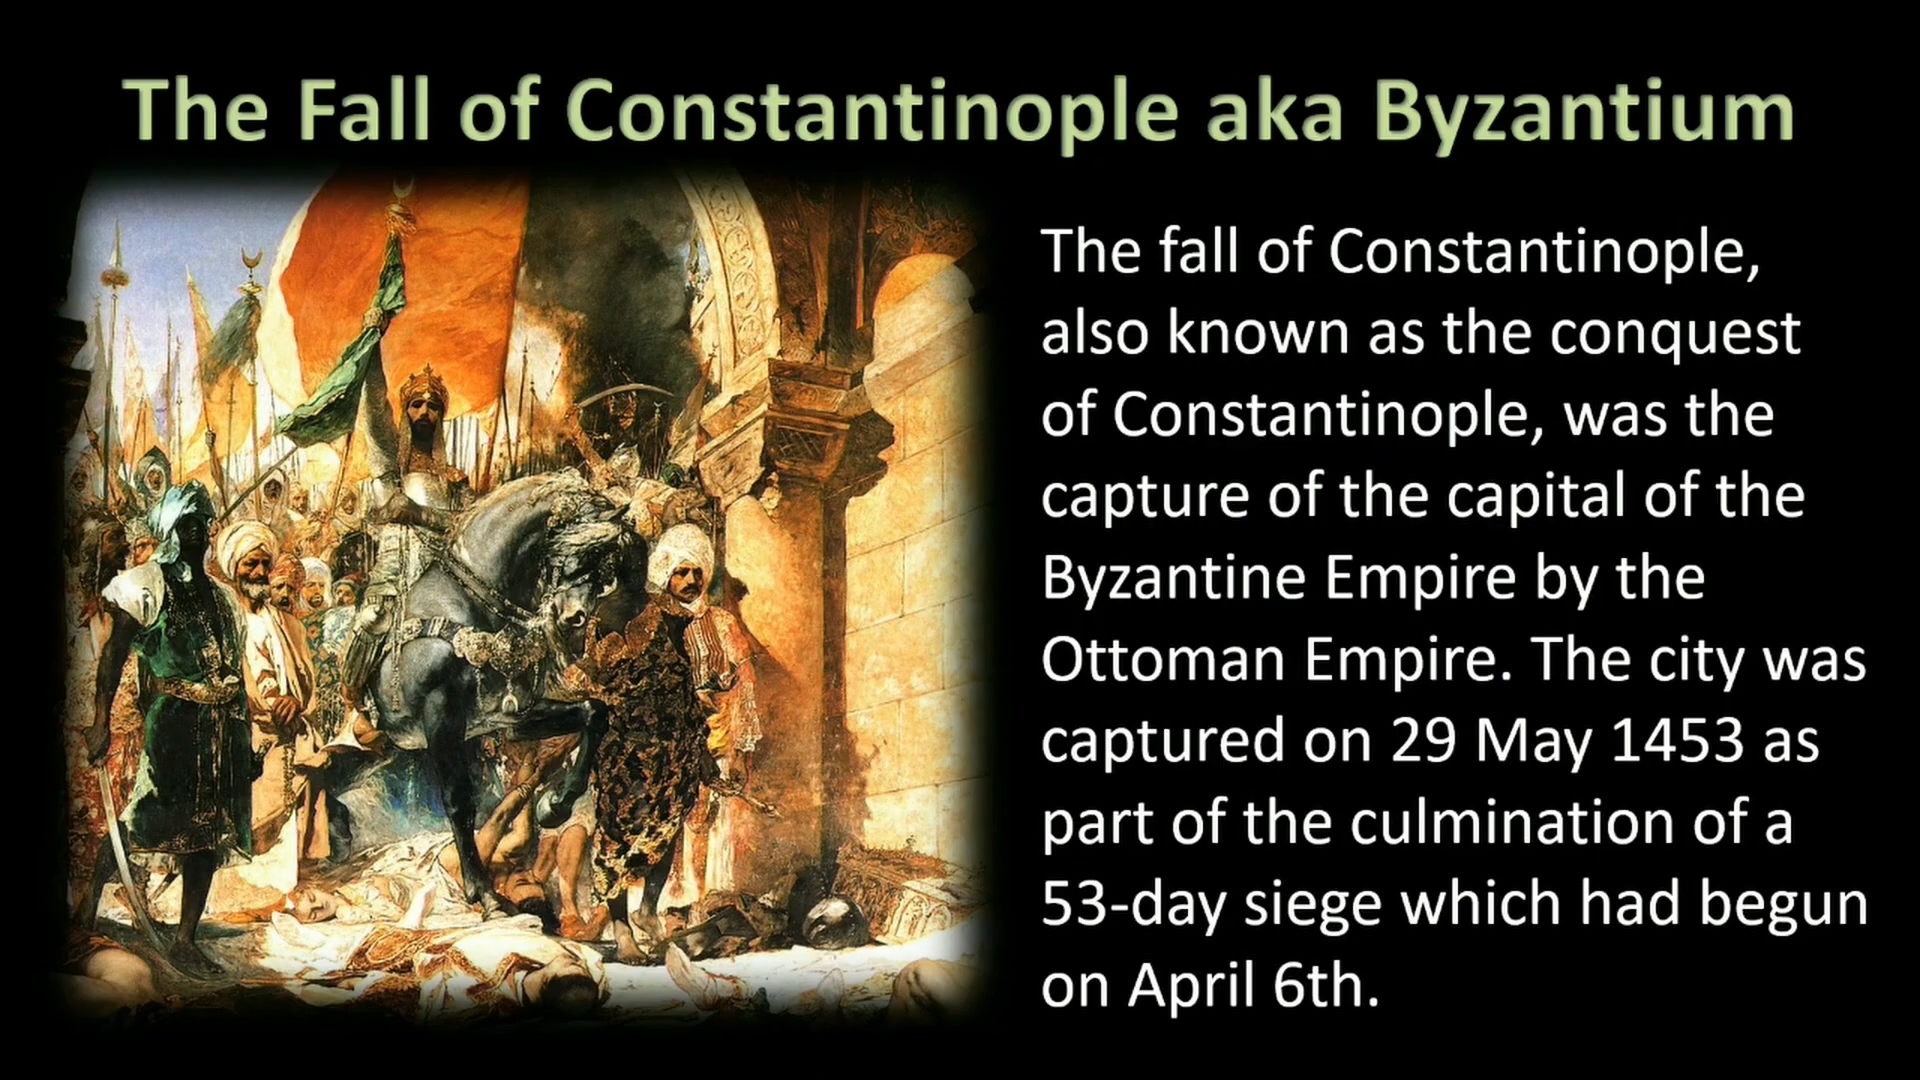 The Fall of Constantinople aka Byzantium
The fall of Constantinople,
also known as the conquest
of Constantinople, was the
capture of the capital of the
Byzantine Empire by the
Ottoman Empire. The city was
captured on 29 May 1453 as
part of the culmination of a
53-day siege which had begun
on April 6th.